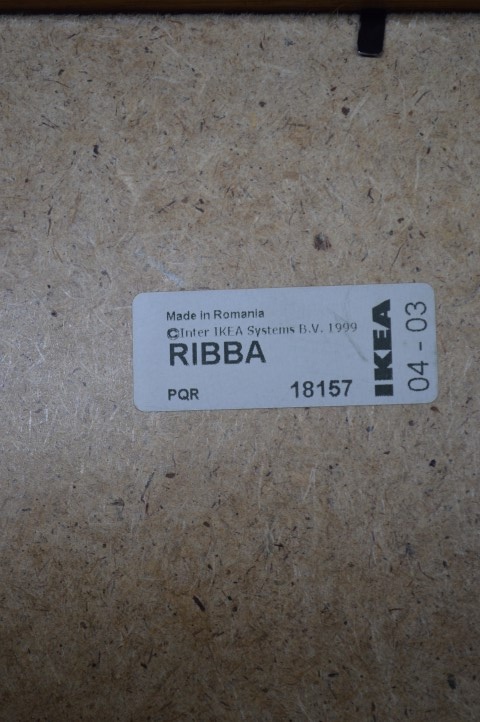 Made in Romania
©Inter IKEA Systems B.V. 1999
RIBBA
PQR 18157
IKEA
04 - 03